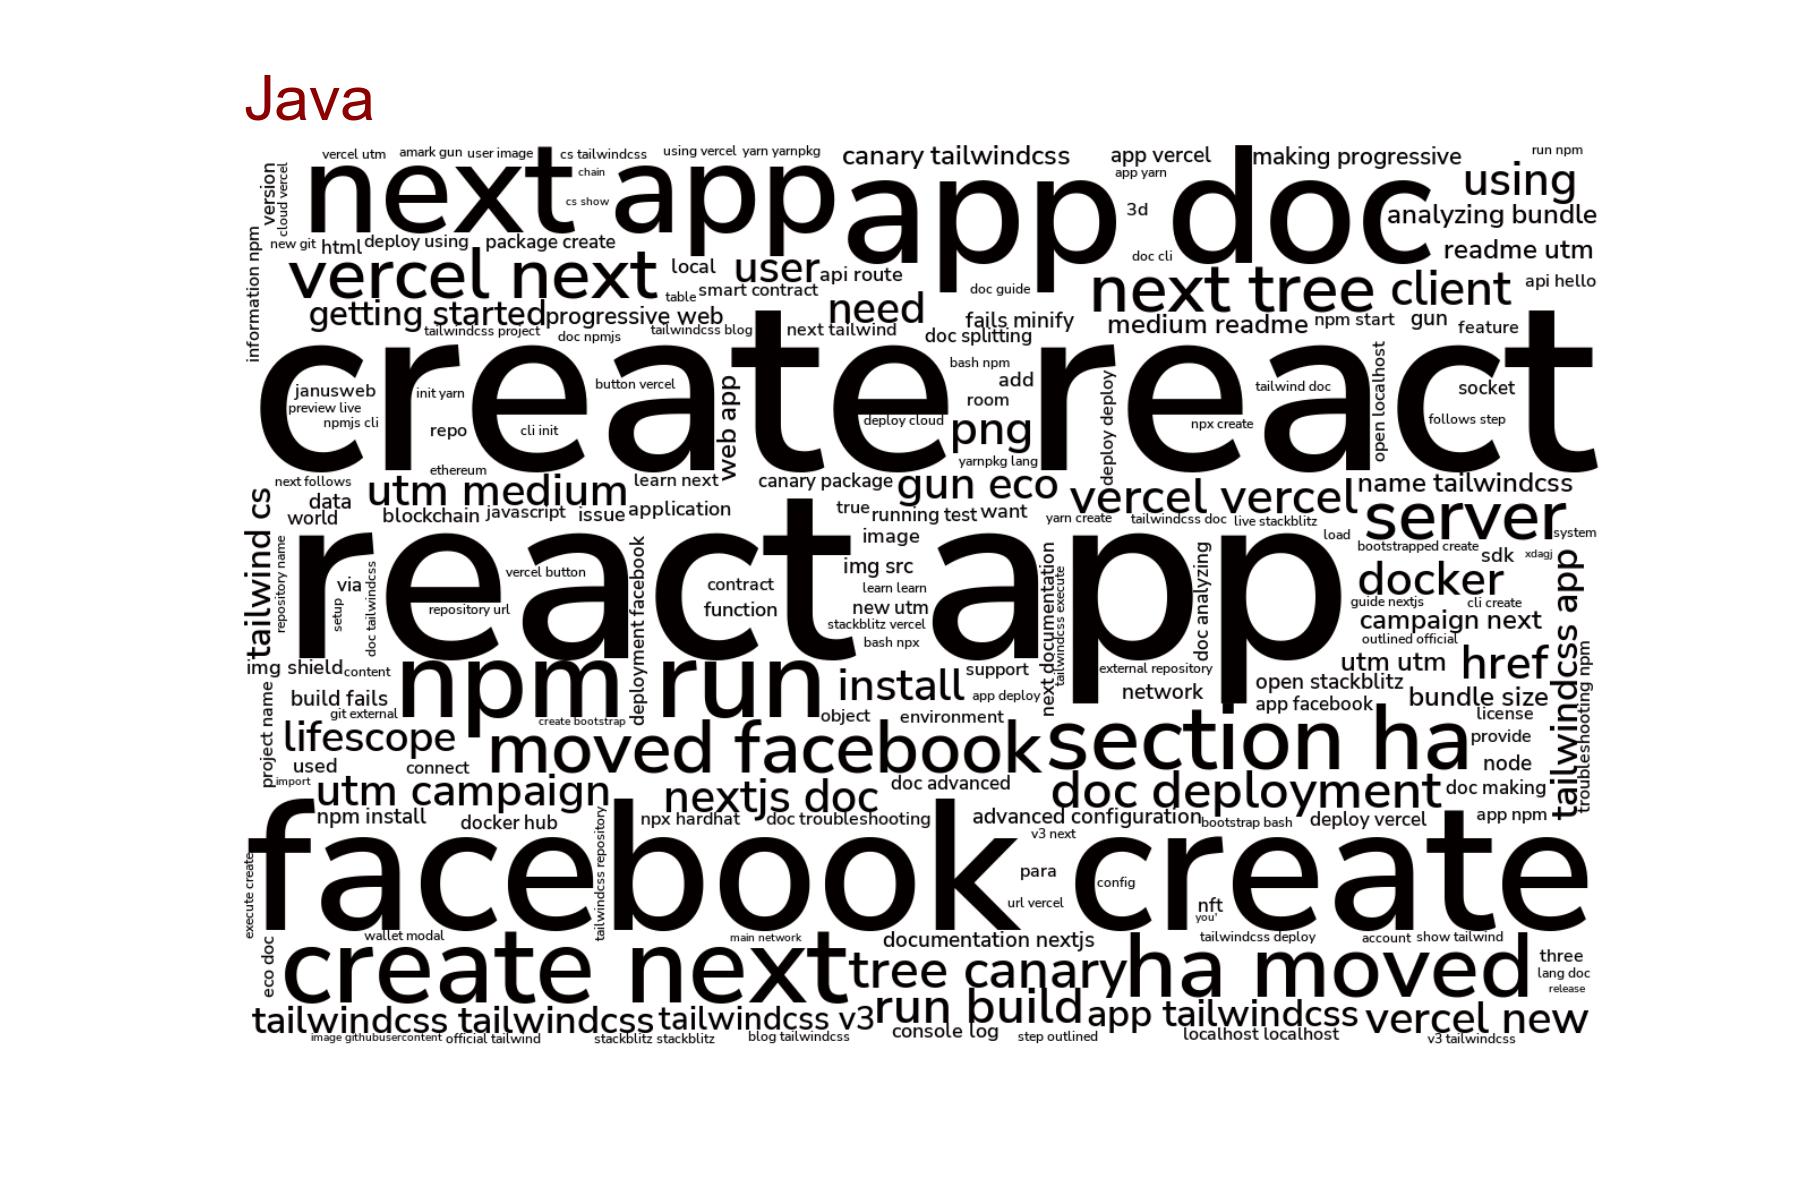 Java
vercel utm amark gun user image cs tailwindcss using vercel yarn yarnpkg canary tailwindcss app vercel making progressive run npm
next app app doc using
chain app yarn
cs show 3d analyzing bundle
version cloud vercel
new git html deploy using package create doc cli readme utm
vercel next local user api route next tree client api hello
table smart contract doc guide
information npm
getting started progressive web need fails minify medium readme npm start gun feature
tailwindcss project doc npmjs tailwindcss blog next tailwind doc splitting
create react
bash npm
janusweb init yarn button vercel add tailwind doc socket
preview live room
npmjs cli repo cli init web app deploy cloud png deploy deploy npx create open localhost follows step
ethereum yarnpkg lang
next follows utm medium learn next canary package gun eco vercel vercel name tailwindcss
data world blockchain javascript issue application true running test want yarn create tailwindcss doc live stackblitz server
tailwind cs
react app
image load system
bootstrapped create sdk xdagj
repository name via setup doc tailwindcss vercel button contract img src docker
repository url function learn learn guide nextjs cli create
new utm campaign next
stackblitz vercel outlined official
bash npx
deployment facebook next documentation tailwindcss execute doc analyzing tailwindcss app
img shield content support external repository utm utm href
npm run install app deploy network open stackblitz bundle size
build fails
git external create bootstrap object environment app facebook license
project name lifescope moved facebook section ha provide
troubleshooting npm
used connect node
import utm campaign nextjs doc doc advanced doc deployment doc making
npm install docker hub npx hardhat doc troubleshooting advanced configuration bootstrap bash deploy vercel app npm
v3 next
facebook create
execute create tailwindcss repository para config
url vercel nft
you'
wallet modal main network documentation nextjs tailwindcss deploy account show tailwind
eco doc create next tree canary ha moved three
lang doc
release
tailwindcss tailwindcss tailwindcss v3 run build app tailwindcss vercel new
image githubusercontent official tailwind stackblitz stackblitz blog tailwindcss console log step outlined localhost localhost v3 tailwindcss